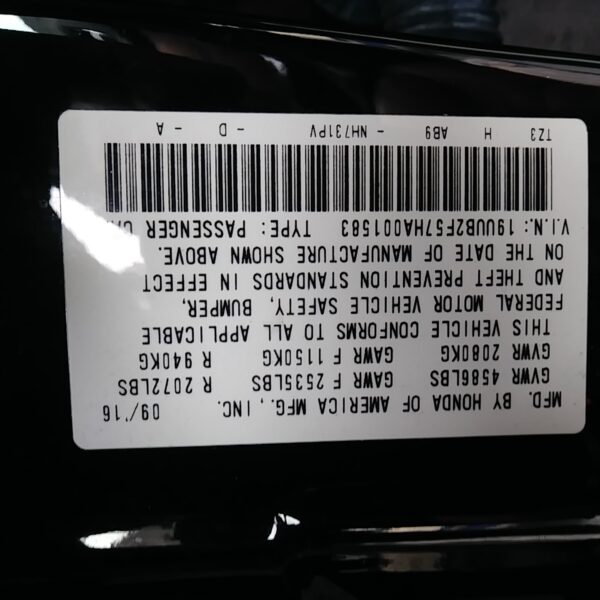 MFD. BY HONDA OF AMERICA MFG., INC. 09/'16
GVWR 4586LBS GAWR F 2535LBS R 2072LBS
GVWR 2080KG GAWR F 1150KG R 940KG
THIS VEHICLE CONFORMS TO ALL APPLICABLE
FEDERAL MOTOR VEHICLE SAFETY, BUMPER,
AND THEFT PREVENTION STANDARDS IN EFFECT
ON THE DATE OF MANUFACTURE SHOWN ABOVE.
V.I.N.: 19UUB2F57HA001583 TYPE: PASSENGER
TZ3 H AB9 - NH731PV - D - A